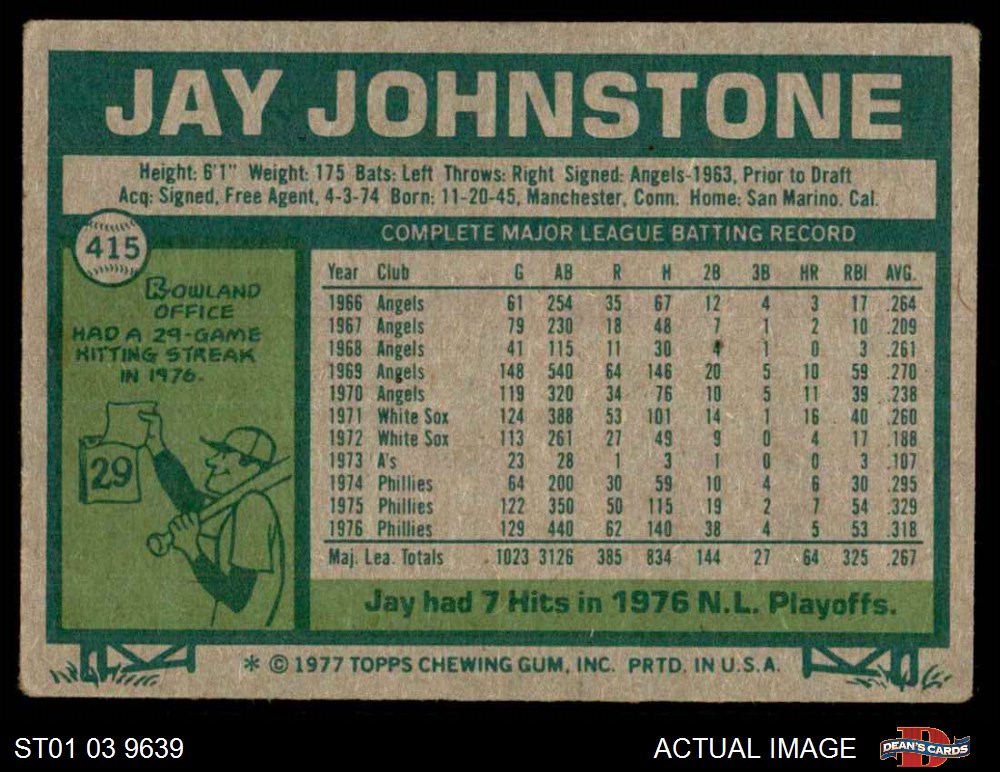 JAY JOHNSTONE
Height: 6'1" Weight: 175 Bats: Left Throws: Right Signed: Angels-1963, Prior to Draft
Acq: Signed, Free Agent, 4-3-74 Born: 11-20-45, Manchester, Conn. Home: San Marino. Cal.
415
ROWLAND
OFFICE
HAD A 29-GAME
HITTING STREAK
IN 1976.
29
COMPLETE MAJOR LEAGUE BATTING RECORD
Year Club G AB R H 2B 3B HR RBI AVG.
1966 Angels 61 254 35 67 12 4 3 17 .264
1967 Angels 79 230 18 48 7 1 2 10 .209
1968 Angels 41 115 11 30 4 1 0 3 .261
1969 Angels 148 540 64 146 20 5 10 59 .270
1970 Angels 119 320 34 76 10 5 11 39 .238
1971 White Sox 124 388 53 101 14 1 16 40 .260
1972 White Sox 113 261 27 49 9 0 4 17 .188
1973 A's 23 28 1 3 1 0 0 3 .107
1974 Phillies 64 200 30 59 10 4 6 30 .295
1975 Phillies 122 350 50 115 19 2 7 54 .329
1976 Phillies 129 440 62 140 38 4 5 53 .318
Maj. Lea. Totals 1023 3126 385 834 144 27 64 325 .267
Jay had 7 Hits in 1976 N.L. Playoffs.
* © 1977 TOPPS CHEWING GUM, INC. PRTD. IN U.S.A.
ST01 03 9639
ACTUAL IMAGE
D
DEAN'S CARDS